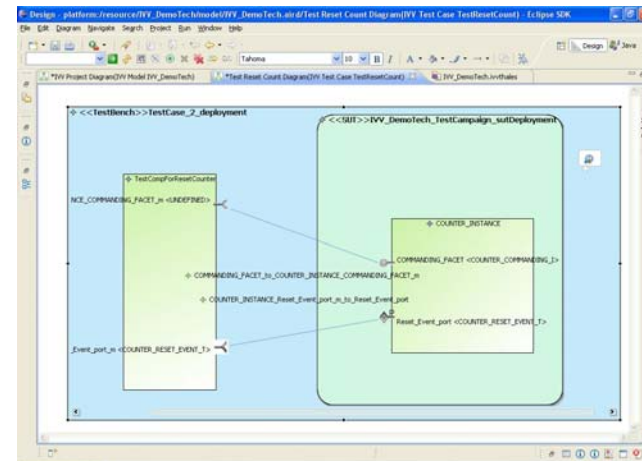 Design - platform:/resource/IVV_DemoTech/model/IVV_DemoTech.aird/Test Reset Count Diagram(IVV Test Case TestResetCount) - Eclipse SDK
File Edit Diagram Navigate Search Project Run Window Help
Design Java
Tahoma 10 B I A
*IVV Project Diagram(IVV Model IVV_DemoTech) *Test Reset Count Diagram(IVV Test Case TestResetCount) IVV_DemoTech.ivvthales
<<TestBench>>TestCase_2_deployment
<<SUT>>IVV_DemoTech_TestCampaign_sutDeployment
TestCompForResetCounter
NCE_COMMANDING_FACET_m <UNDEFINED>
COUNTER_INSTANCE
COMMANDING_FACET <COUNTER_COMMANDING_I>
COMMANDING_FACET_to_COUNTER_INSTANCE_COMMANDING_FACET_m
COUNTER_INSTANCE_Reset_Event_port_m_to_Reset_Event_port
Reset_Event_port <COUNTER_RESET_EVENT_T>
_Event_port_m <COUNTER_RESET_EVENT_T>